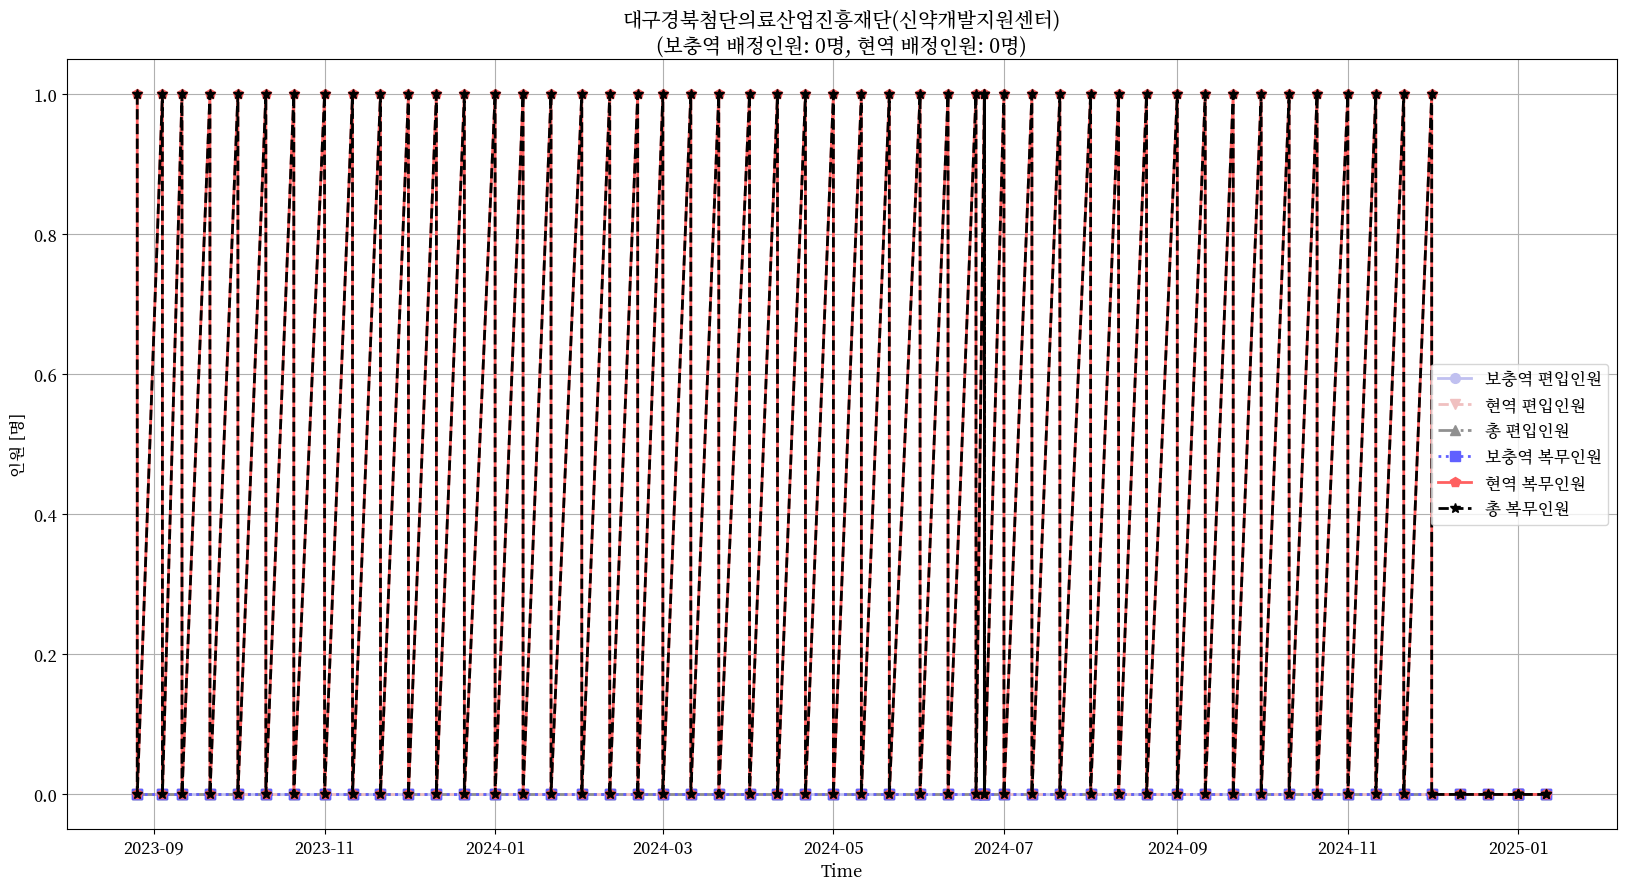 대구경북첨단의료산업진흥재단(신약개발지원센터)
(보충역 배정인원: 0명, 현역 배정인원: 0명)
인원 [명]
1.0
0.8
0.6
0.4
0.2
0.0
보충역 편입인원
현역 편입인원
총 편입인원
보충역 복무인원
현역 복무인원
총 복무인원
2023-09
2023-11
2024-01
2024-03
2024-05
2024-07
2024-09
2024-11
2025-01
Time